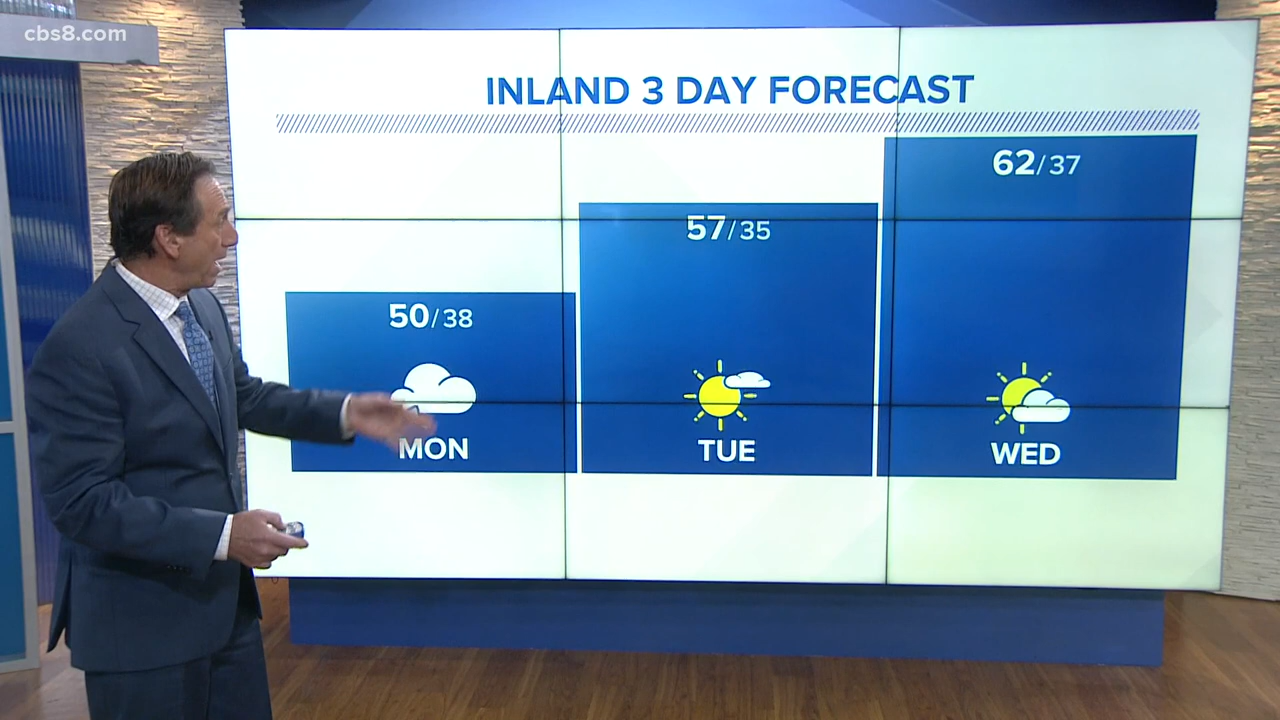 cbs8.com
INLAND 3 DAY FORECAST
50/38
57/35
62/37
MON
TUE
WED